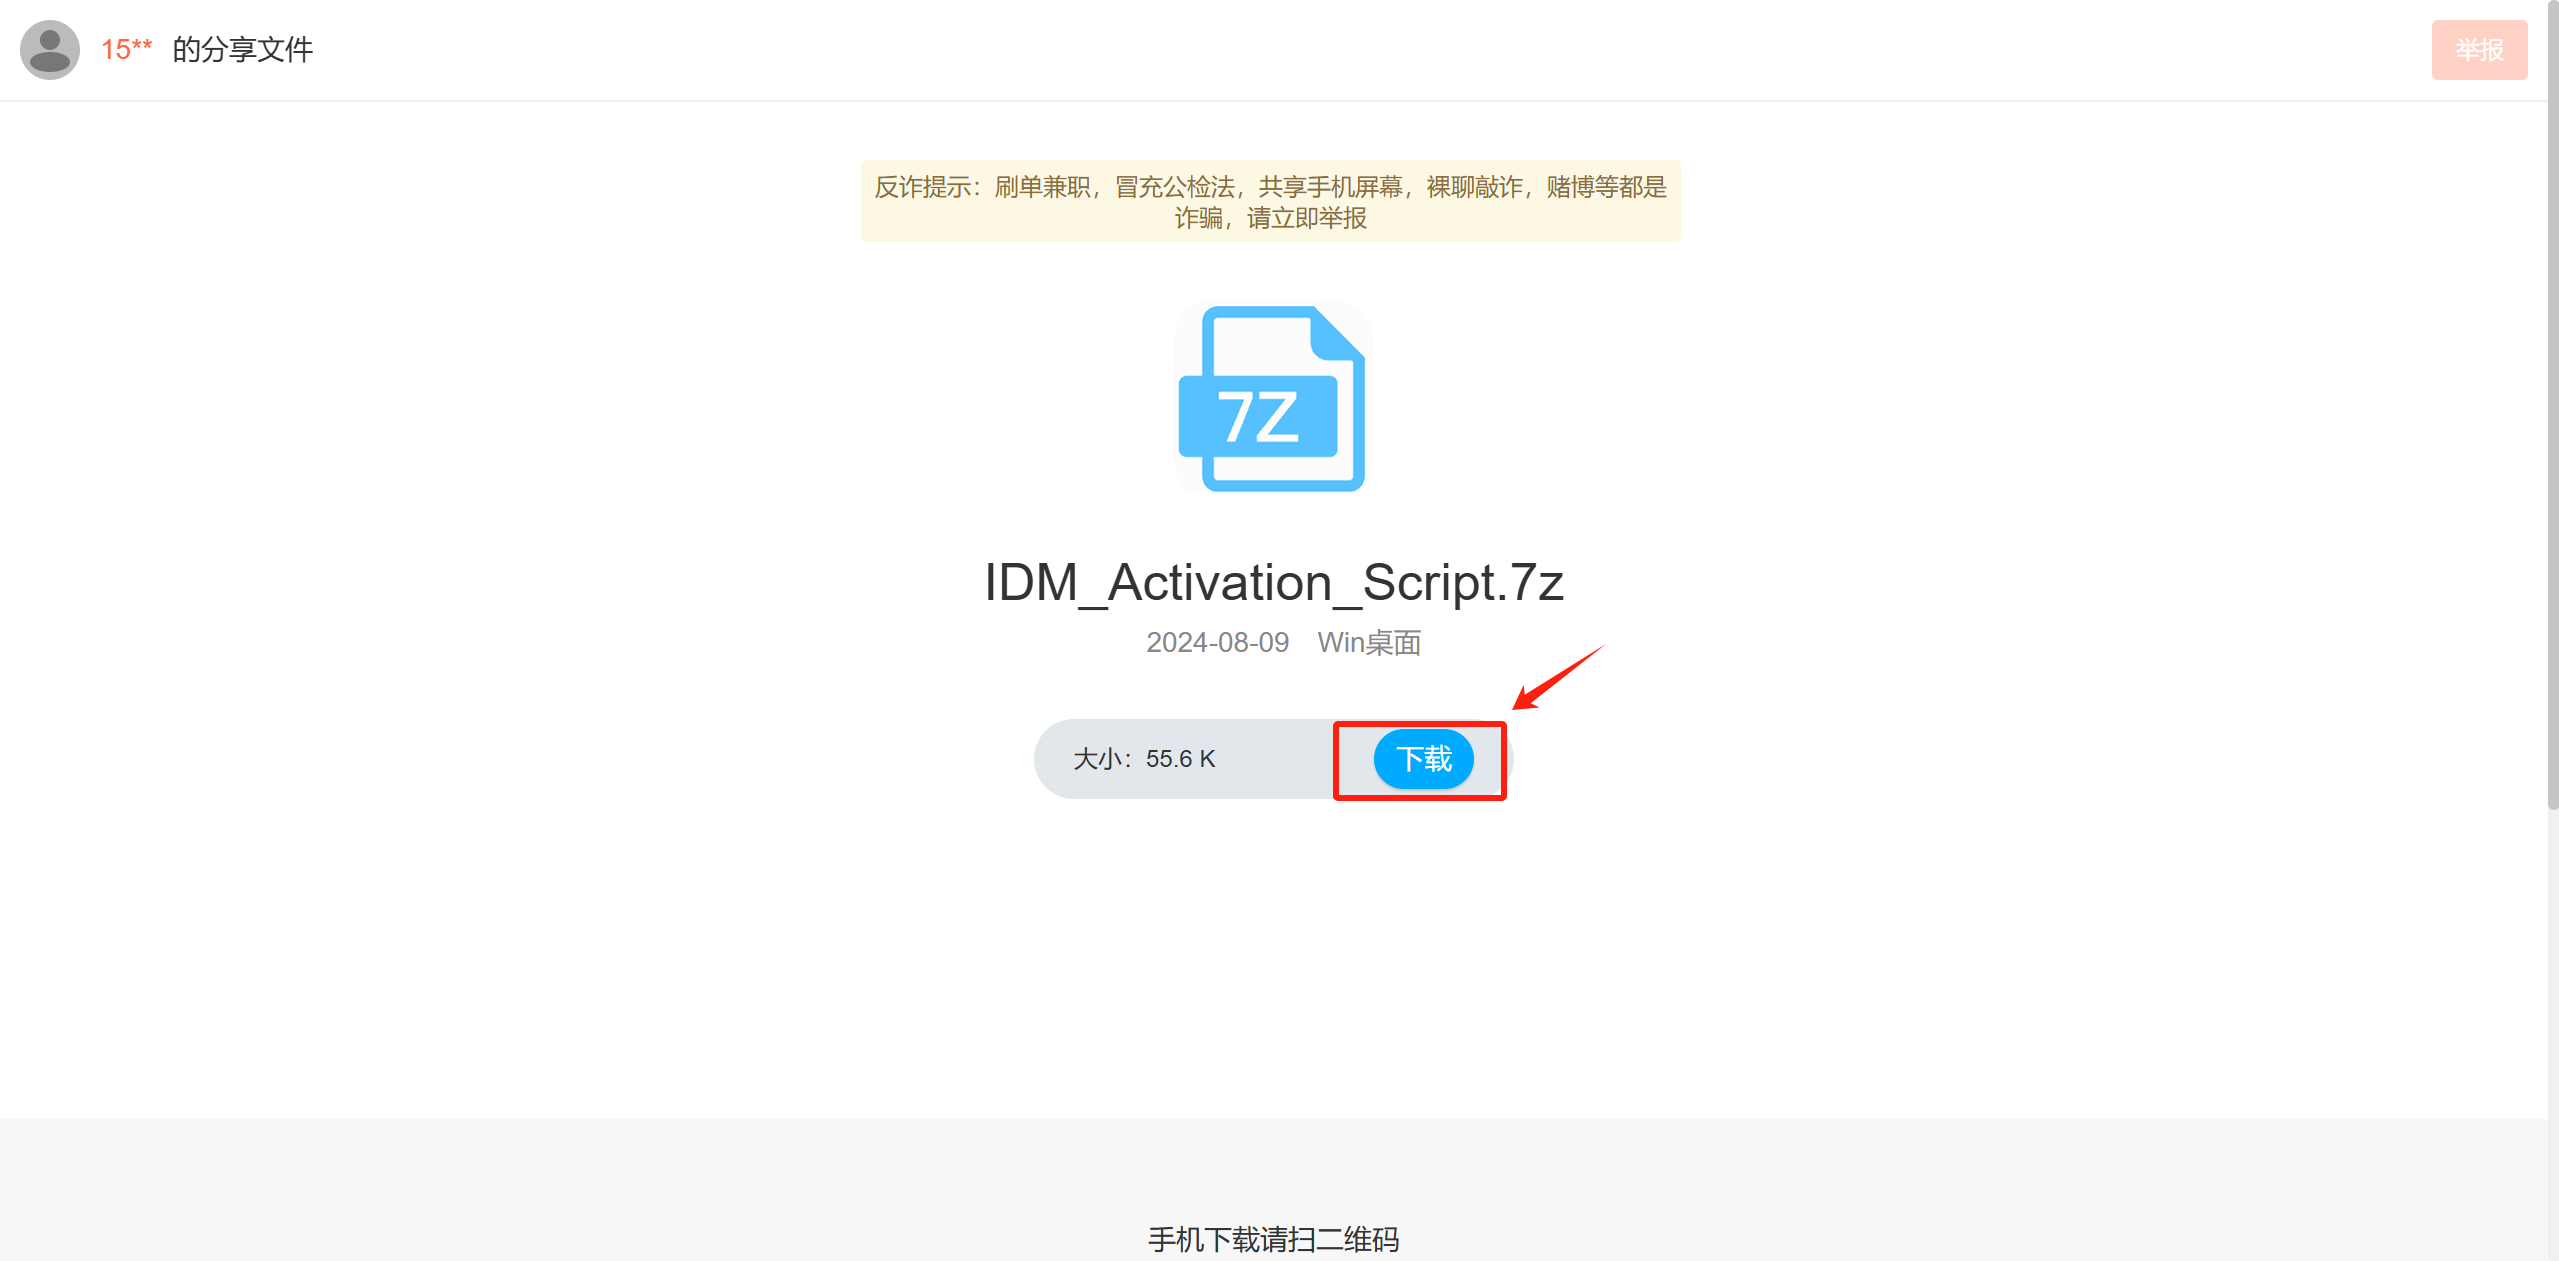 15** 的分享文件
举报
反诈提示：刷单兼职，冒充公检法，共享手机屏幕，裸聊敲诈，赌博等都是
诈骗，请立即举报
7Z
IDM_Activation_Script.7z
2024-08-09 Win桌面
大小：55.6 K
下载
手机下载请扫二维码